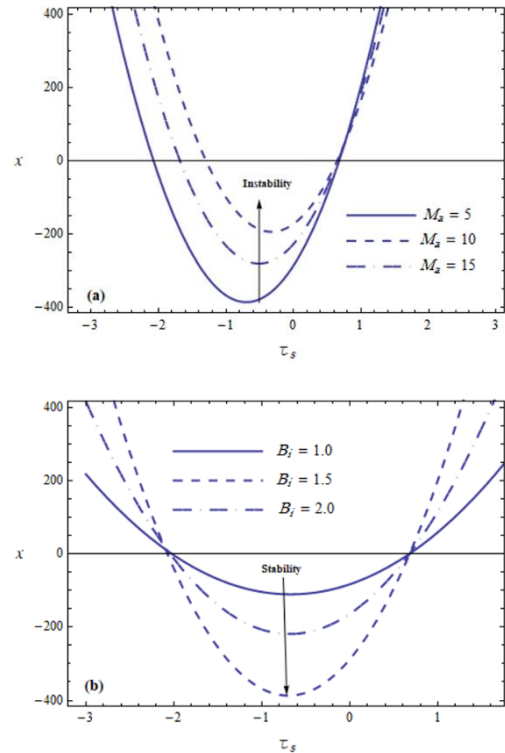 400
200
0
−200
−400
x
Instability
M_a = 5
M_a = 10
M_a = 15
(a)
−3 −2 −1 0 1 2 3
τ_s
400
200
0
−200
−400
x
B_i = 1.0
B_i = 1.5
B_i = 2.0
Stability
(b)
−3 −2 −1 0 1
τ_s